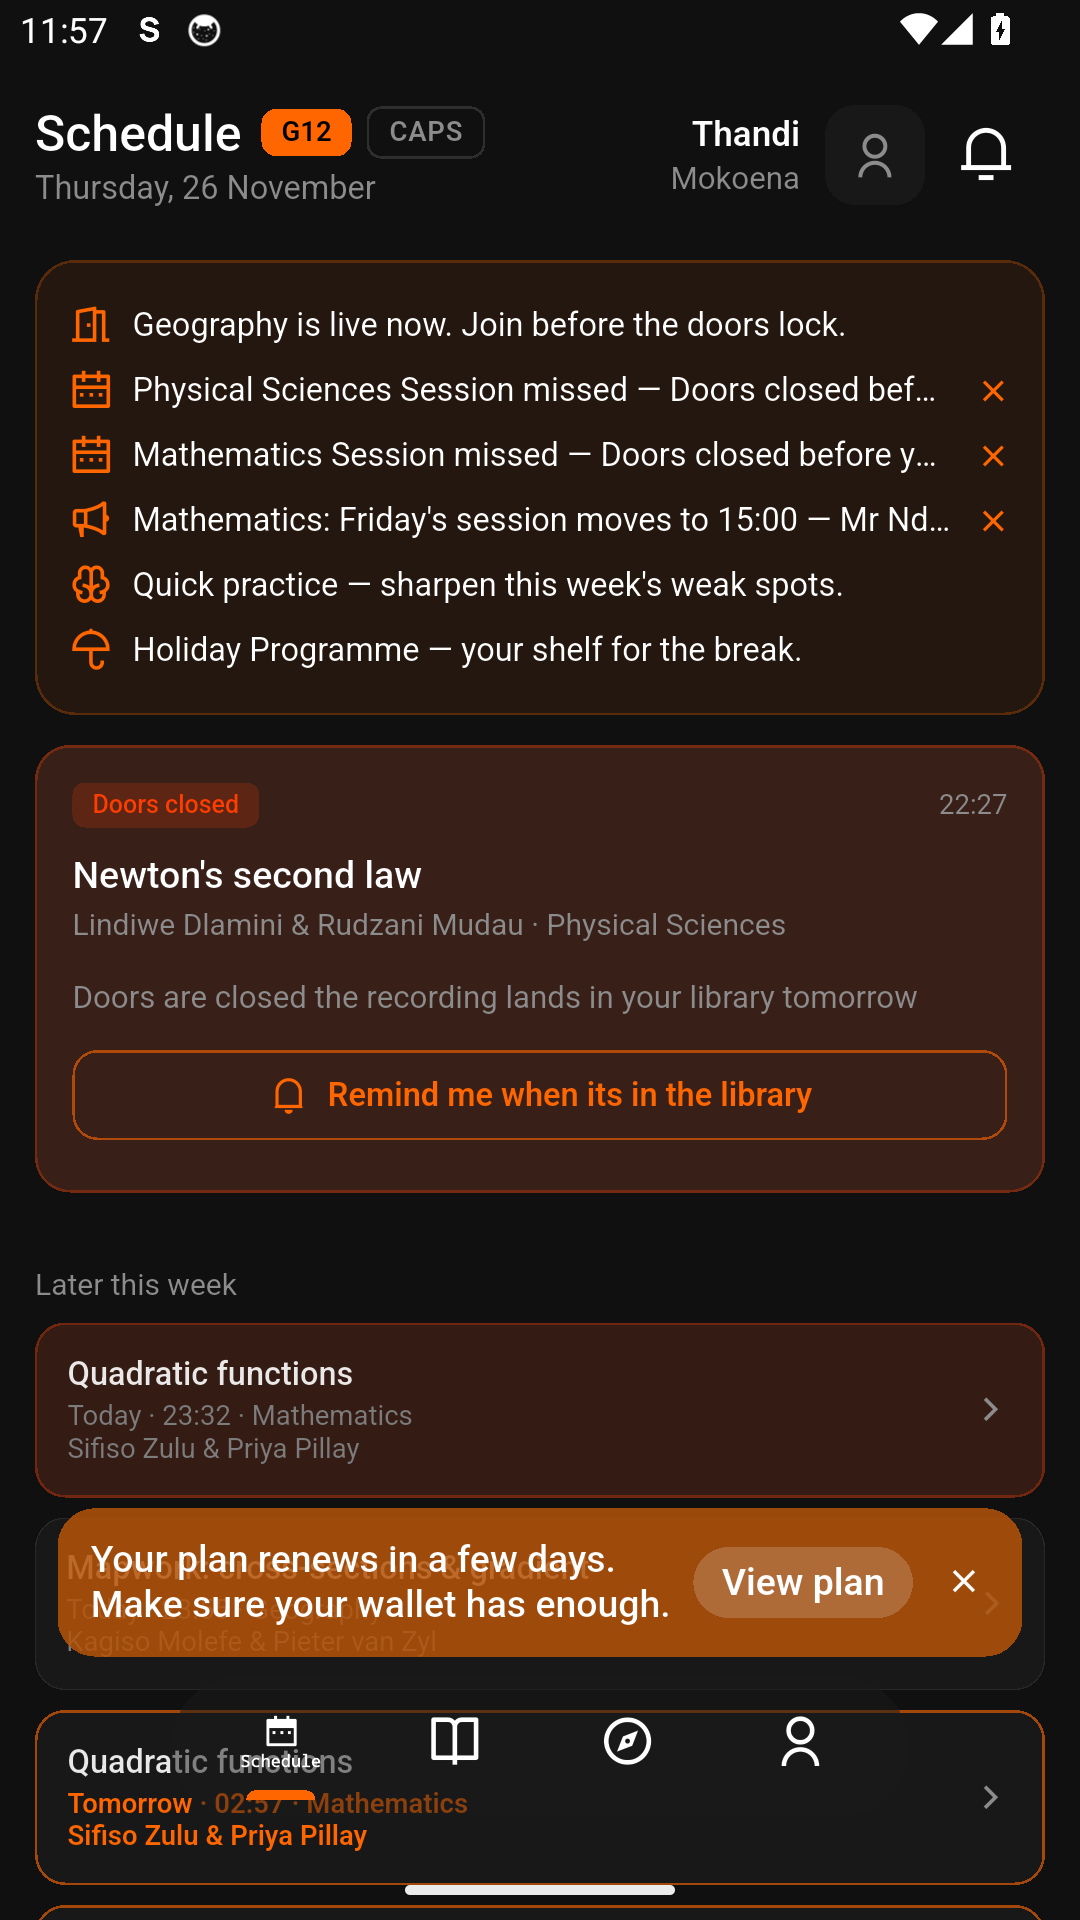 11:57 S
Schedule G12 CAPS
Thursday, 26 November
Thandi
Mokoena
Geography is live now. Join before the doors lock.
Physical Sciences Session missed — Doors closed bef...
Mathematics Session missed — Doors closed before y...
Mathematics: Friday's session moves to 15:00 — Mr Nd...
Quick practice — sharpen this week's weak spots.
Holiday Programme — your shelf for the break.
Doors closed 22:27
Newton's second law
Lindiwe Dlamini & Rudzani Mudau · Physical Sciences
Doors are closed the recording lands in your library tomorrow
Remind me when its in the library
Later this week
Quadratic functions
Today · 23:32 · Mathematics
Sifiso Zulu & Priya Pillay
Your plan renews in a few days.
Make sure your wallet has enough.
View plan
Mapwork: cross-sections & gradient
Kagiso Molefe & Pieter van Zyl
Quadratic functions
Schedule
Tomorrow · 02:57 · Mathematics
Sifiso Zulu & Priya Pillay